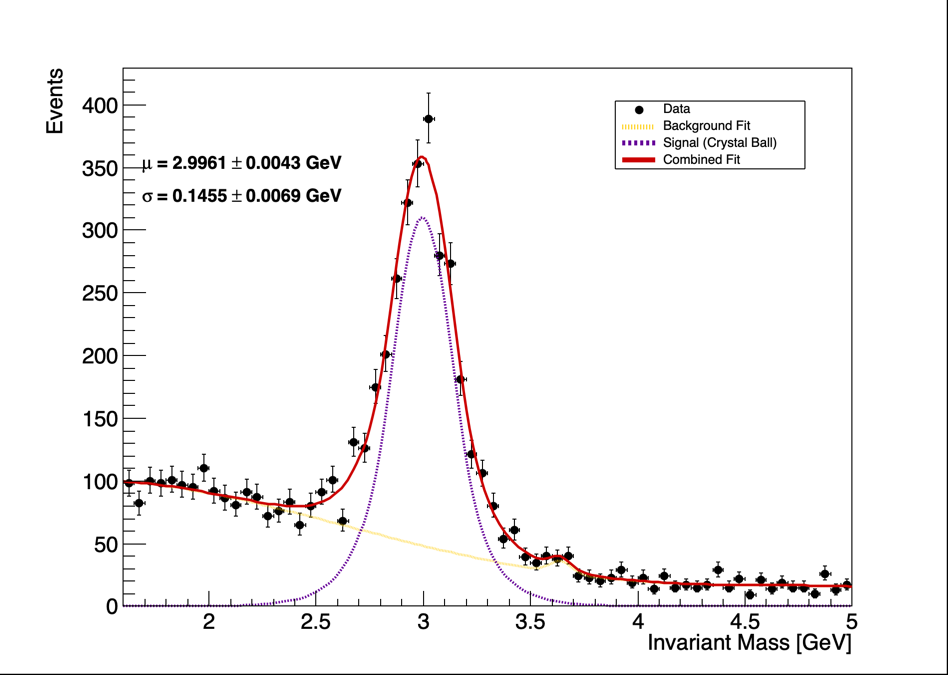 Events
400
350
300
250
200
150
100
50
0
μ = 2.9961 ± 0.0043 GeV
σ = 0.1455 ± 0.0069 GeV
Data
Background Fit
Signal (Crystal Ball)
Combined Fit
2 2.5 3 3.5 4 4.5 5
Invariant Mass [GeV]